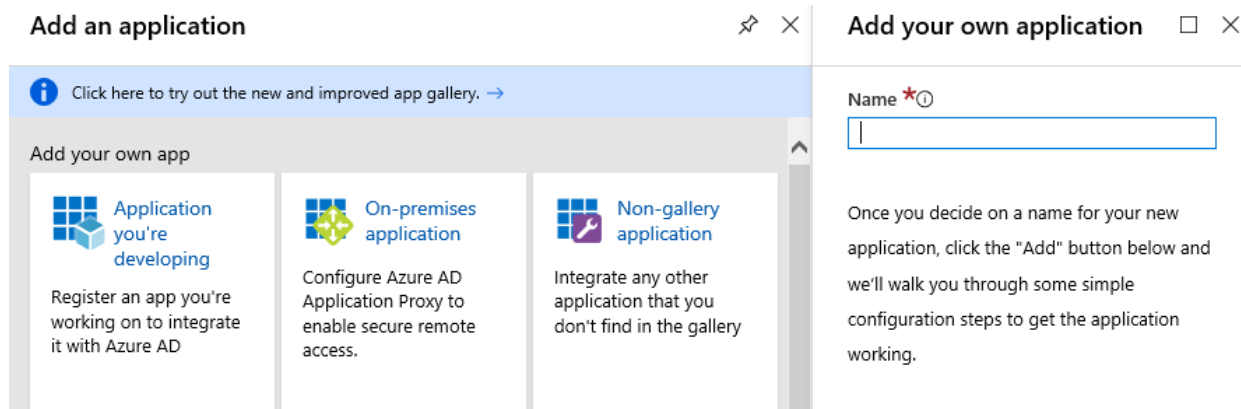 Add an application
Click here to try out the new and improved app gallery. →
Add your own app
Application
you're
developing
Register an app you're
working on to integrate
it with Azure AD
On-premises
application
Configure Azure AD
Application Proxy to
enable secure remote
access.
Non-gallery
application
Integrate any other
application that you
don't find in the gallery
Add your own application
Name *
Once you decide on a name for your new
application, click the "Add" button below and
we'll walk you through some simple
configuration steps to get the application
working.